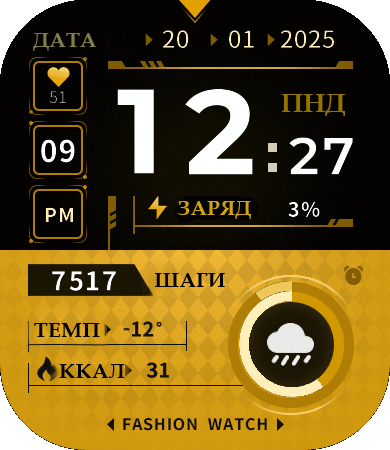 ДАТА 20 01 2025
51
12:27
ПНД
09
PM
ЗАРЯД 3%
7517 ШАГИ
ТЕМП -12°
ККАЛ 31
FASHION WATCH